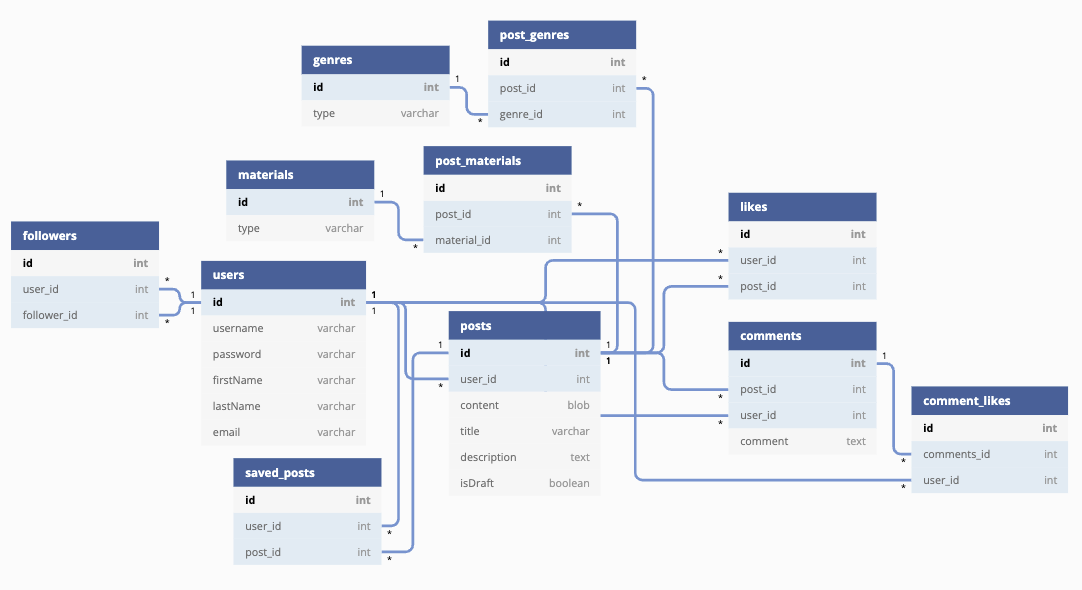 post_genres
id int
post_id int
genre_id int
*
genres
id int
type varchar
1
*
post_materials
id int
post_id int
material_id int
*
materials
id int
type varchar
1
*
likes
id int
user_id int
post_id int
*
*
followers
id int
user_id int
follower_id int
*
*
users
id int
username varchar
password varchar
firstName varchar
lastName varchar
email varchar
1
1
1
1
posts
id int
user_id int
content blob
title varchar
description text
isDraft boolean
1
*
1
1
comments
id int
post_id int
user_id int
comment text
1
*
*
comment_likes
id int
comments_id int
user_id int
*
*
saved_posts
id int
user_id int
post_id int
*
*